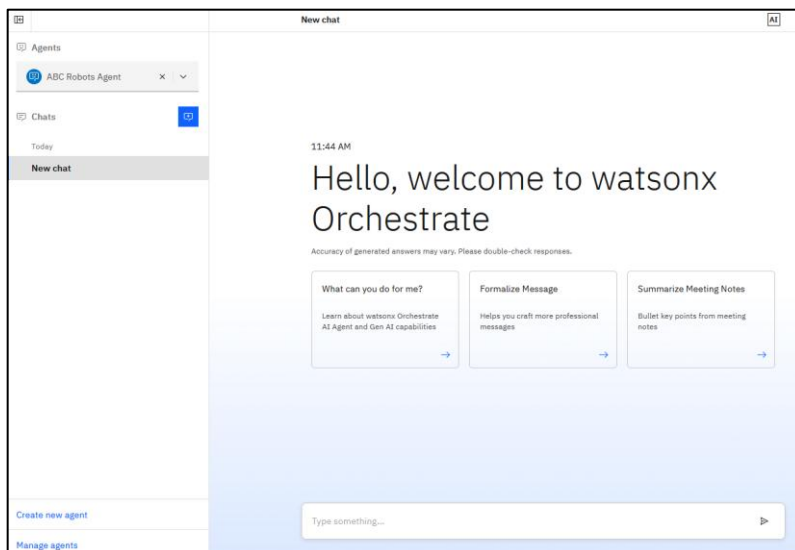 New chat
AI
Agents
ABC Robots Agent
Chats
Today
New chat
11:44 AM
Hello, welcome to watsonx
Orchestrate
Accuracy of generated answers may vary. Please double-check responses.
What can you do for me?
Learn about watsonx Orchestrate
AI Agent and Gen AI capabilities
Formalize Message
Helps you craft more professional
messages
Summarize Meeting Notes
Bullet key points from meeting
notes
Create new agent
Manage agents
Type something...